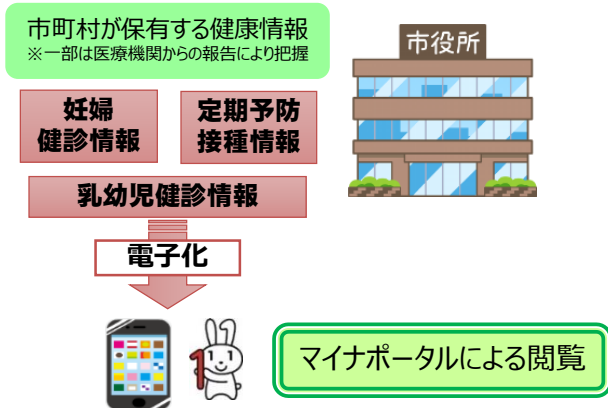 市町村が保有する健康情報
※一部は医療機関からの報告により把握
市役所
妊婦
健診情報
定期予防
接種情報
乳幼児健診情報
電子化
1
マイナポータルによる閲覧